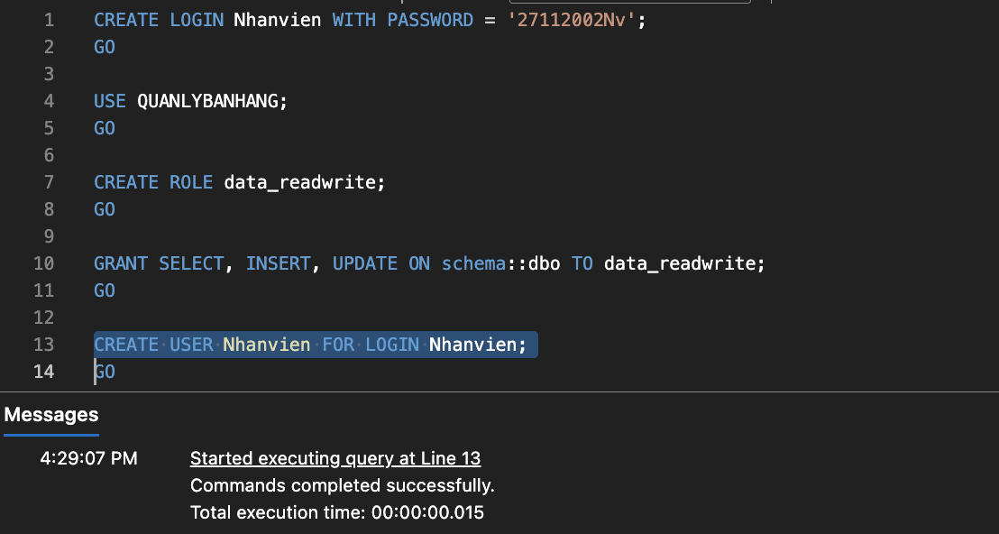 1 CREATE LOGIN Nhanvien WITH PASSWORD = '27112002Nv';
2 GO
3
4 USE QUANLYBANHANG;
5 GO
6
7 CREATE ROLE data_readwrite;
8 GO
9
10 GRANT SELECT, INSERT, UPDATE ON schema::dbo TO data_readwrite;
11 GO
12
13 CREATE USER Nhanvien FOR LOGIN Nhanvien;
14 GO
Messages
4:29:07 PM Started executing query at Line 13
Commands completed successfully.
Total execution time: 00:00:00.015